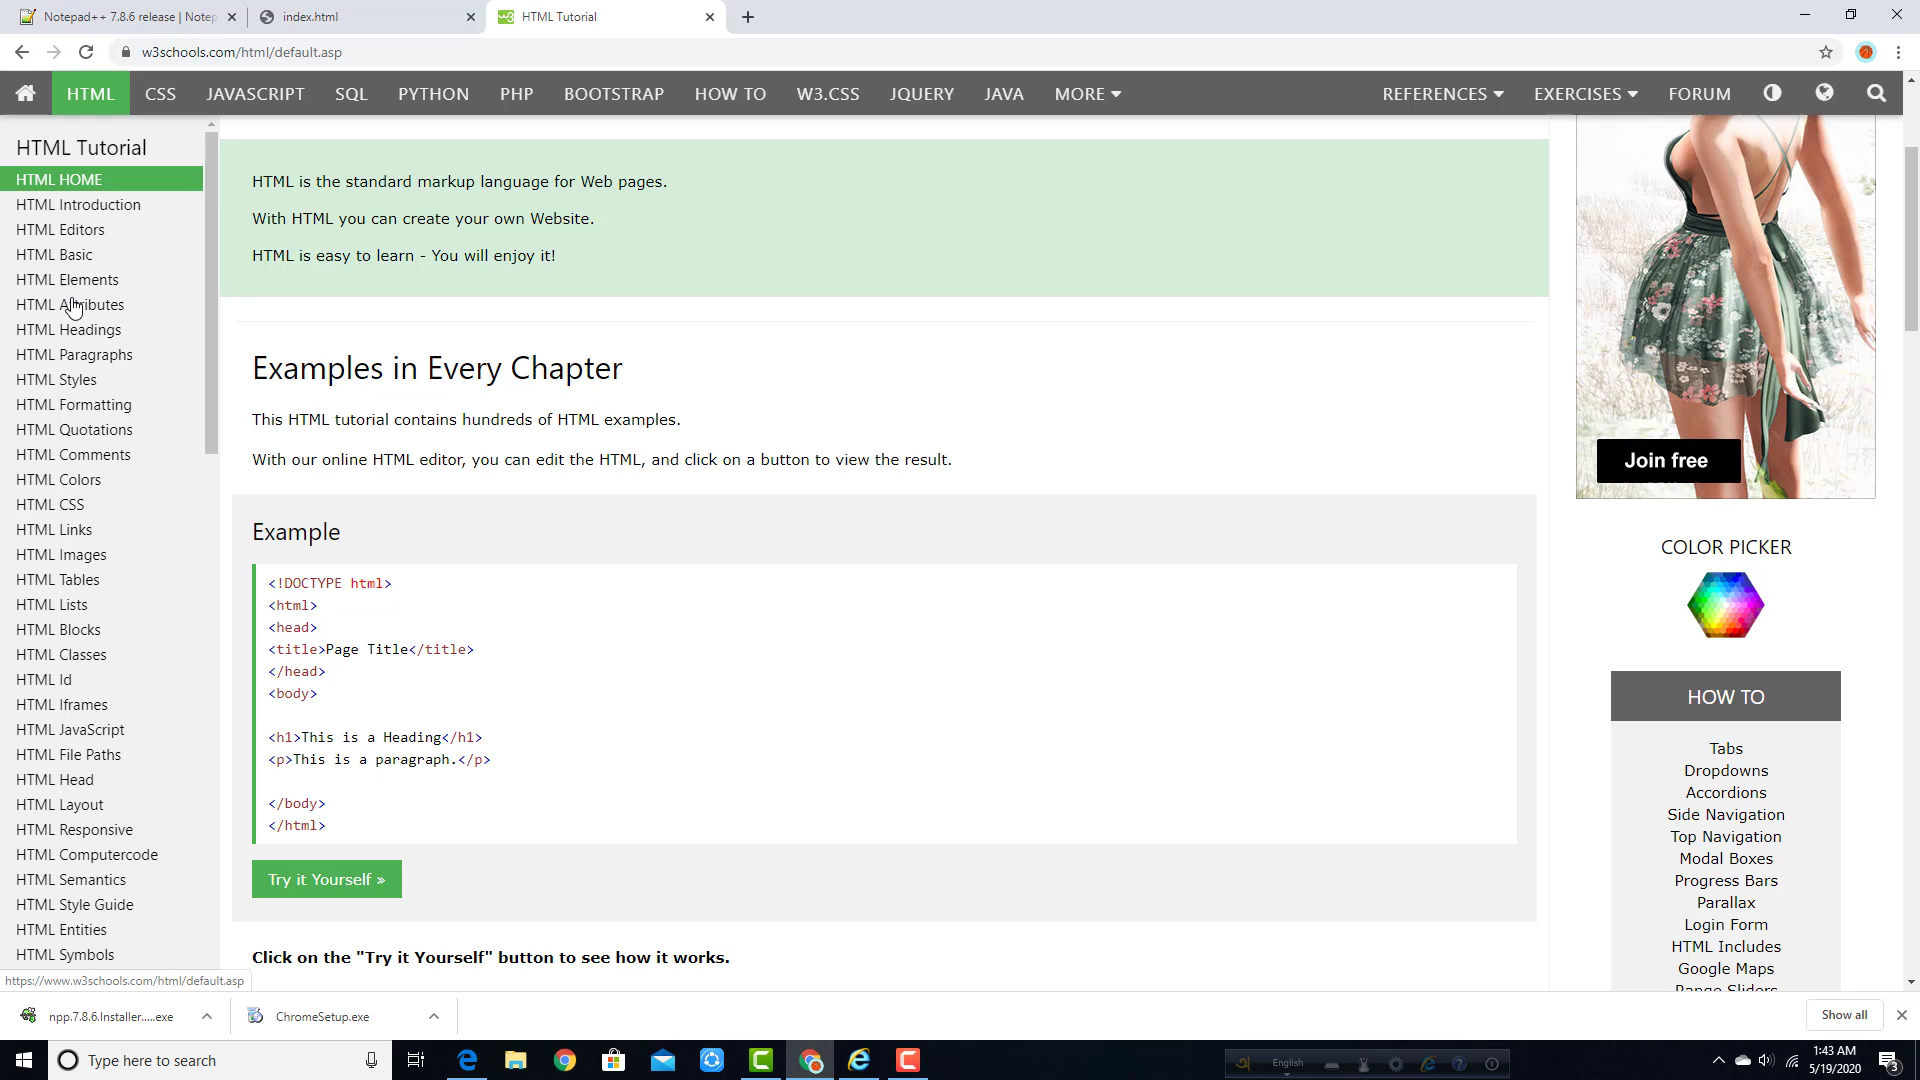 Notepad++ 7.8.6 release | Notep
index.html
HTML Tutorial
w3schools.com/html/default.asp
HTML
CSS
JAVASCRIPT
SQL
PYTHON
PHP
BOOTSTRAP
HOW TO
W3.CSS
JQUERY
JAVA
MORE
REFERENCES
EXERCISES
FORUM
HTML Tutorial
HTML HOME
HTML Introduction
HTML Editors
HTML Basic
HTML Elements
HTML Attributes
HTML Headings
HTML Paragraphs
HTML Styles
HTML Formatting
HTML Quotations
HTML Comments
HTML Colors
HTML CSS
HTML Links
HTML Images
HTML Tables
HTML Lists
HTML Blocks
HTML Classes
HTML Id
HTML Iframes
HTML JavaScript
HTML File Paths
HTML Head
HTML Layout
HTML Responsive
HTML Computercode
HTML Semantics
HTML Style Guide
HTML Entities
HTML Symbols
https://www.w3schools.com/html/default.asp
HTML is the standard markup language for Web pages.
With HTML you can create your own Website.
HTML is easy to learn - You will enjoy it!
Examples in Every Chapter
This HTML tutorial contains hundreds of HTML examples.
With our online HTML editor, you can edit the HTML, and click on a button to view the result.
Example
<!DOCTYPE html>
<html>
<head>
<title>Page Title</title>
</head>
<body>
<h1>This is a Heading</h1>
<p>This is a paragraph.</p>
</body>
</html>
Try it Yourself »
Click on the "Try it Yourself" button to see how it works.
Join free
COLOR PICKER
HOW TO
Tabs
Dropdowns
Accordions
Side Navigation
Top Navigation
Modal Boxes
Progress Bars
Parallax
Login Form
HTML Includes
Google Maps
Range Sliders
npp.7.8.6.Installer.....exe
ChromeSetup.exe
Show all
Type here to search
English
1:43 AM
5/19/2020
3